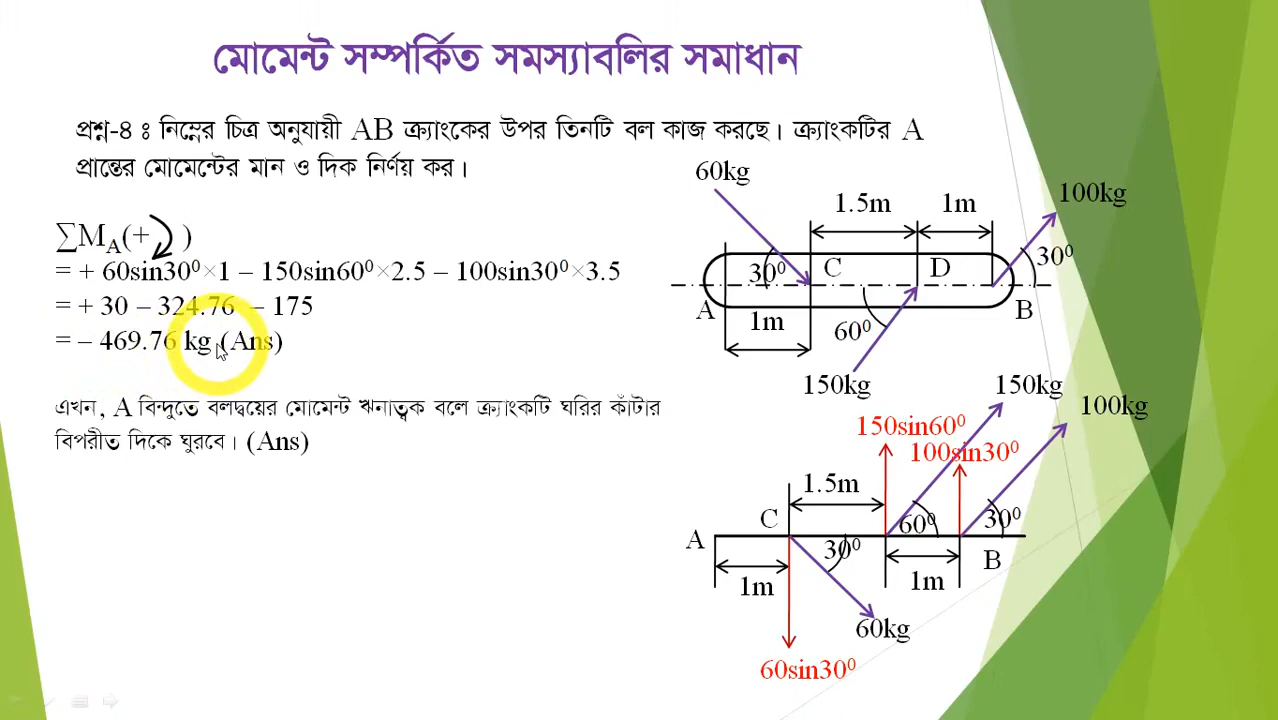 মোমেন্ট সম্পর্কিত সমস্যাবলির সমাধান
প্রশ্ন-৪ ঃ নিম্নের চিত্র অনুযায়ী AB ক্র্যাংকের উপর তিনটি বল কাজ করছে। ক্র্যাংকটির A
প্রান্তের মোমেন্টের মান ও দিক নির্ণয় কর।
∑M_A(+ )
= + 60sin30⁰×1 – 150sin60⁰×2.5 – 100sin30⁰×3.5
= + 30 – 324.76 – 175
= – 469.76 kg (Ans)
এখন, A বিন্দুতে বলদ্বয়ের মোমেন্ট ঋনাত্বক বলে ক্র্যাংকটি ঘরির কাঁটার
বিপরীত দিকে ঘুরবে। (Ans)
60kg
1.5m
1m
100kg
30⁰
C
D
30⁰
A
1m
60⁰
B
150kg
150kg
100kg
150sin60⁰
100sin30⁰
1.5m
C
60⁰
30⁰
A
30⁰
B
1m
1m
60kg
60sin30⁰